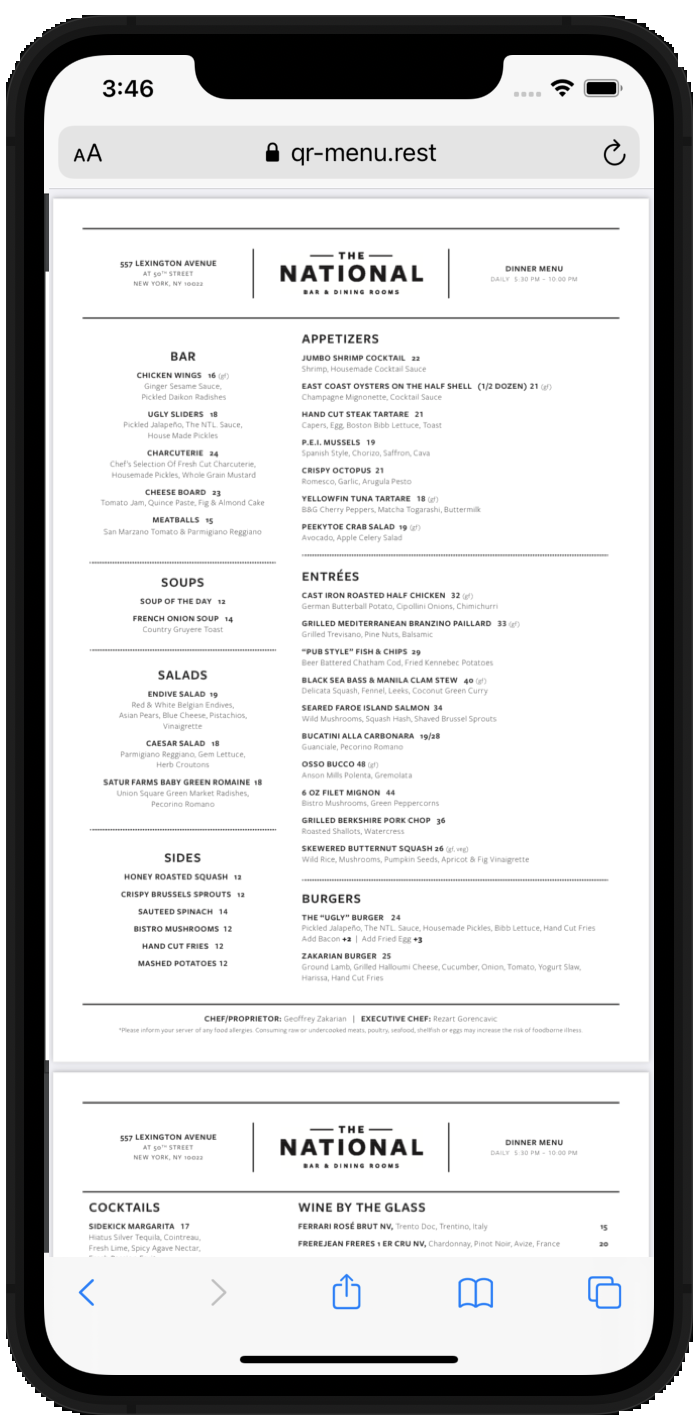 3:46
AA qr-menu.rest
557 LEXINGTON AVENUE
AT 50TH STREET
NEW YORK, NY 10022
THE
NATIONAL
BAR & DINING ROOMS
DINNER MENU
DAILY 5:30 PM – 10:00 PM
BAR
CHICKEN WINGS 16 (gf)
Ginger Sesame Sauce,
Pickled Daikon Radishes
UGLY SLIDERS 18
Pickled Jalapeño, The NTL. Sauce,
House Made Pickles
CHARCUTERIE 24
Chef's Selection Of Fresh Cut Charcuterie,
Housemade Pickles, Whole Grain Mustard
CHEESE BOARD 23
Tomato Jam, Quince Paste, Fig & Almond Cake
MEATBALLS 15
San Marzano Tomato & Parmigiano Reggiano
SOUPS
SOUP OF THE DAY 12
FRENCH ONION SOUP 14
Country Gruyere Toast
SALADS
ENDIVE SALAD 19
Red & White Belgian Endives,
Asian Pears, Blue Cheese, Pistachios,
Vinaigrette
CAESAR SALAD 18
Parmigiano Reggiano, Gem Lettuce,
Herb Croutons
SATUR FARMS BABY GREEN ROMAINE 18
Union Square Green Market Radishes,
Pecorino Romano
SIDES
HONEY ROASTED SQUASH 12
CRISPY BRUSSELS SPROUTS 12
SAUTEED SPINACH 14
BISTRO MUSHROOMS 12
HAND CUT FRIES 12
MASHED POTATOES 12
APPETIZERS
JUMBO SHRIMP COCKTAIL 22
Shrimp, Housemade Cocktail Sauce
EAST COAST OYSTERS ON THE HALF SHELL (1/2 DOZEN) 21 (gf)
Champagne Mignonette, Cocktail Sauce
HAND CUT STEAK TARTARE 21
Capers, Egg, Boston Bibb Lettuce, Toast
P.E.I. MUSSELS 19
Spanish Style, Chorizo, Saffron, Cava
CRISPY OCTOPUS 21
Romesco, Garlic, Arugula Pesto
YELLOWFIN TUNA TARTARE 18 (gf)
B&G Cherry Peppers, Matcha Togarashi, Buttermilk
PEEKYTOE CRAB SALAD 19 (gf)
Avocado, Apple Celery Salad
ENTRÉES
CAST IRON ROASTED HALF CHICKEN 32 (gf)
German Butterball Potato, Cipollini Onions, Chimichurri
GRILLED MEDITERRANEAN BRANZINO PAILLARD 33 (gf)
Grilled Trevisano, Pine Nuts, Balsamic
"PUB STYLE" FISH & CHIPS 29
Beer Battered Chatham Cod, Fried Kennebec Potatoes
BLACK SEA BASS & MANILA CLAM STEW 40 (gf)
Delicata Squash, Fennel, Leeks, Coconut Green Curry
SEARED FAROE ISLAND SALMON 34
Wild Mushrooms, Squash Hash, Shaved Brussel Sprouts
BUCATINI ALLA CARBONARA 19/28
Guanciale, Pecorino Romano
OSSO BUCCO 48 (gf)
Anson Mills Polenta, Gremolata
6 OZ FILET MIGNON 44
Bistro Mushrooms, Green Peppercorns
GRILLED BERKSHIRE PORK CHOP 36
Roasted Shallots, Watercress
SKEWERED BUTTERNUT SQUASH 26 (gf, veg)
Wild Rice, Mushrooms, Pumpkin Seeds, Apricot & Fig Vinaigrette
BURGERS
THE "UGLY" BURGER 24
Pickled Jalapeño, The NTL. Sauce, Housemade Pickles, Bibb Lettuce, Hand Cut Fries
Add Bacon +2 | Add Fried Egg +3
ZAKARIAN BURGER 25
Ground Lamb, Grilled Halloumi Cheese, Cucumber, Onion, Tomato, Yogurt Slaw,
Harissa, Hand Cut Fries
CHEF/PROPRIETOR: Geoffrey Zakarian | EXECUTIVE CHEF: Rezart Gorencavic
*Please inform your server of any food allergies. Consuming raw or undercooked meats, poultry, seafood, shellfish or eggs may increase the risk of foodborne illness
557 LEXINGTON AVENUE
AT 50TH STREET
NEW YORK, NY 10022
THE
NATIONAL
BAR & DINING ROOMS
DINNER MENU
DAILY 5:30 PM – 10:00 PM
COCKTAILS
SIDEKICK MARGARITA 17
Hiatus Silver Tequila, Cointreau,
Fresh Lime, Spicy Agave Nectar,
WINE BY THE GLASS
FERRARI ROSÉ BRUT NV, Trento Doc, Trentino, Italy 15
FREREJEAN FRERES 1 ER CRU NV, Chardonnay, Pinot Noir, Avize, France 20